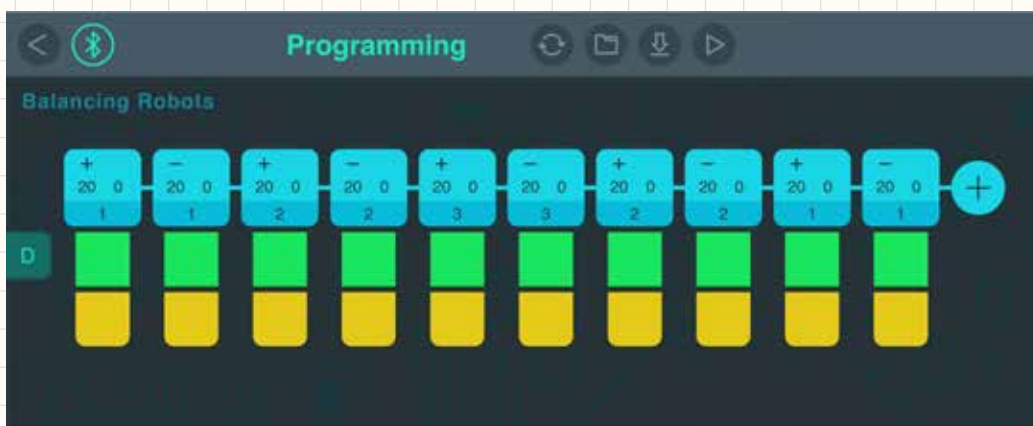 < Programming
Balancing Robots
+ − + − + − + − + −
20 0 20 0 20 0 20 0 20 0 20 0 20 0 20 0 20 0 20 0 +
1 1 2 2 3 3 2 2 1 1
D